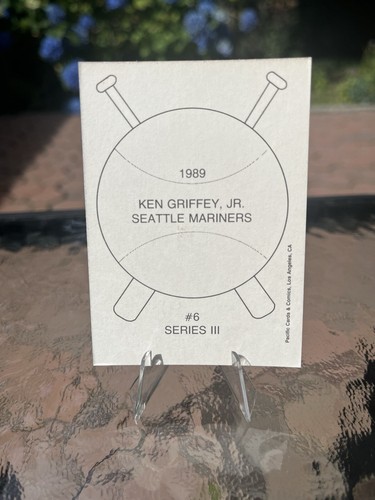 1989
KEN GRIFFEY, JR.
SEATTLE MARINERS
#6
SERIES III
Pacific Cards & Comics, Los Angeles, CA